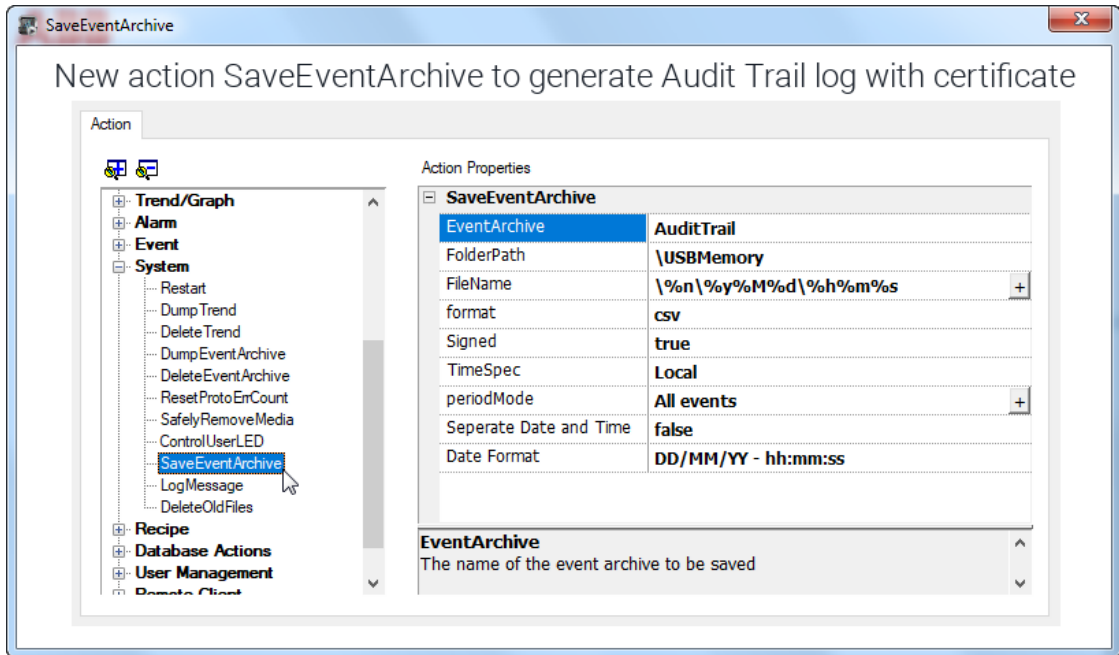 SaveEventArchive
New action SaveEventArchive to generate Audit Trail log with certificate
Action
Trend/Graph
Alarm
Event
System
Restart
DumpTrend
DeleteTrend
DumpEventArchive
DeleteEventArchive
ResetProtoErrCount
SafelyRemoveMedia
ControlUserLED
SaveEventArchive
LogMessage
DeleteOldFiles
Recipe
Database Actions
User Management
Remote Client
Action Properties
SaveEventArchive
EventArchive AuditTrail
FolderPath \USBMemory
FileName \%n\%y%M%d\%h%m%s +
format csv
Signed true
TimeSpec Local
periodMode All events +
Seperate Date and Time false
Date Format DD/MM/YY - hh:mm:ss
EventArchive
The name of the event archive to be saved